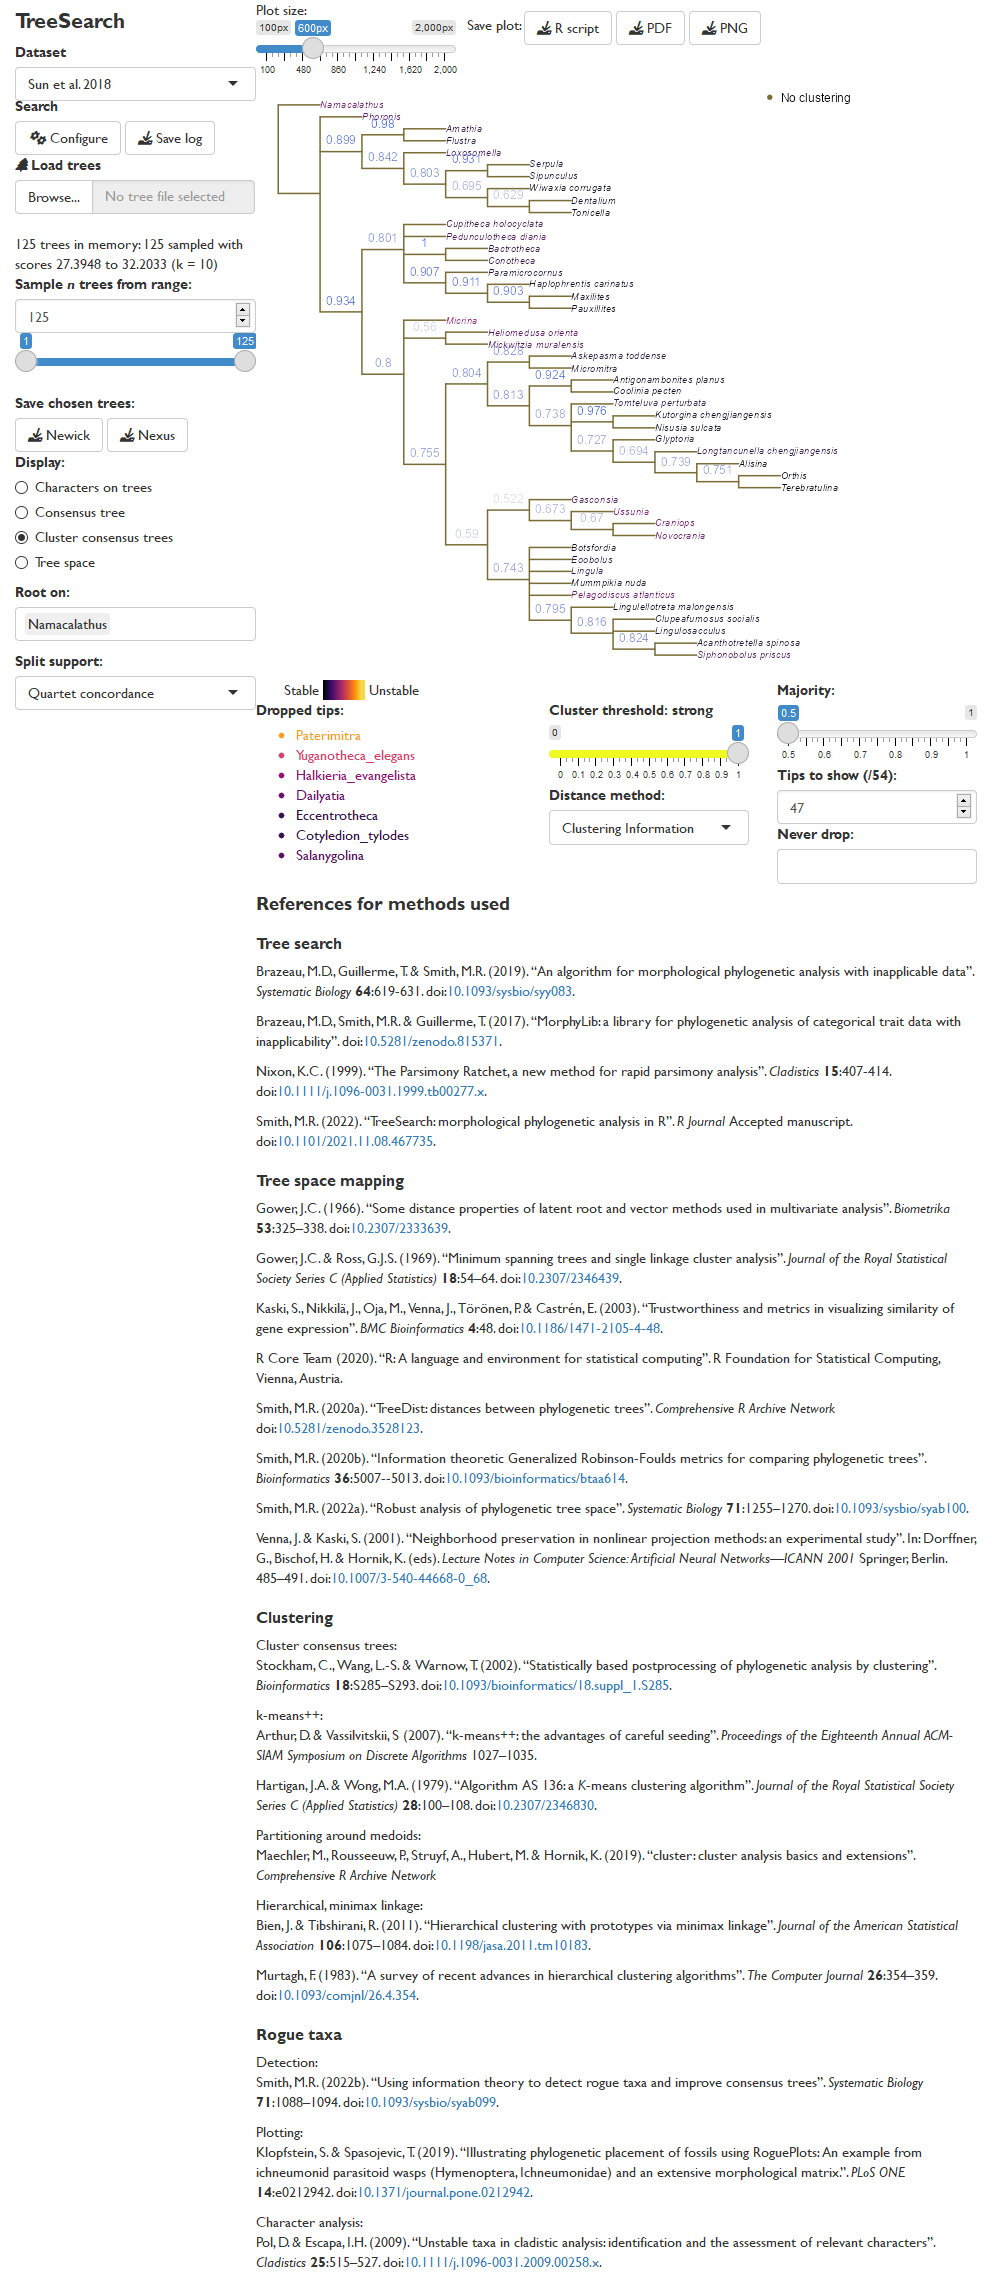 TreeSearch
Dataset
Sun et al. 2018
Search
Configure
Save log
Load trees
Browse...
No tree file selected
125 trees in memory: 125 sampled with
scores 27.3948 to 32.2033 (k = 10)
Sample n trees from range:
125
1
125
Save chosen trees:
Newick
Nexus
Display:
Characters on trees
Consensus tree
Cluster consensus trees
Tree space
Root on:
Namacalathus
Split support:
Quartet concordance
Plot size:
100px
600px
2,000px
100 480 860 1,240 1,620 2,000
Save plot:
R script
PDF
PNG
No clustering
Namacalathus
Phoronis
0.98
Amathia
0.899
Flustra
0.842
Loxosomella
0.931
Serpula
0.803
Sipunculus
0.695
Wiwaxia corrugata
0.629
Dentalium
Tonicella
Cupitheca holocyclata
0.801
Pedunculotheca diania
1
Bactrotheca
Conotheca
0.907
Paramicrocornus
0.911
Haplophrentis carinatus
0.903
Maxilites
0.934
Pauxillites
Micrina
0.56
Heliomedusa orienta
Mickwitzia muralensis
0.828
Askepasma toddense
0.8
Micromitra
0.804
0.924
Antigonambonites planus
Coolinia pecten
0.813
Tomteluva perturbata
0.976
0.738
Kutorgina chengjiangensis
Nisusia sulcata
0.727
Glyptoria
0.694
Longtancunella chengjiangensis
0.755
0.739
Alisina
0.751
Orthis
Terebratulina
0.522
Gasconsia
0.673
Ussunia
0.67
Craniops
0.59
Novocrania
Botsfordia
Eoobolus
0.743
Lingula
Mummpikia nuda
Pelagodiscus atlanticus
0.795
Lingulellotreta malongensis
0.816
Clupeafumosus socialis
Lingulosacculus
0.824
Acanthotretella spinosa
Siphonobolus priscus
Stable
Unstable
Dropped tips:
Paterimitra
Yuganotheca_elegans
Halkieria_evangelista
Dailyatia
Eccentrotheca
Cotyledion_tylodes
Salanygolina
Cluster threshold: strong
0
1
0 0.1 0.2 0.3 0.4 0.5 0.6 0.7 0.8 0.9 1
Distance method:
Clustering Information
Majority:
0.5
1
0.5 0.6 0.7 0.8 0.9 1
Tips to show (/54):
47
Never drop:
References for methods used
Tree search
Brazeau, M.D., Guillerme, T. & Smith, M.R. (2019). “An algorithm for morphological phylogenetic analysis with inapplicable data”.
Systematic Biology 64:619-631. doi:10.1093/sysbio/syy083.
Brazeau, M.D., Smith, M.R. & Guillerme, T. (2017). “MorphyLib: a library for phylogenetic analysis of categorical trait data with
inapplicability”. doi:10.5281/zenodo.815371.
Nixon, K.C. (1999). “The Parsimony Ratchet, a new method for rapid parsimony analysis”. Cladistics 15:407-414.
doi:10.1111/j.1096-0031.1999.tb00277.x.
Smith, M.R. (2022). “TreeSearch: morphological phylogenetic analysis in R”. R Journal Accepted manuscript.
doi:10.1101/2021.11.08.467735.
Tree space mapping
Gower, J.C. (1966). “Some distance properties of latent root and vector methods used in multivariate analysis”. Biometrika
53:325–338. doi:10.2307/2333639.
Gower, J.C. & Ross, G.J.S. (1969). “Minimum spanning trees and single linkage cluster analysis”. Journal of the Royal Statistical
Society Series C (Applied Statistics) 18:54–64. doi:10.2307/2346439.
Kaski, S., Nikkilä, J., Oja, M., Venna, J., Törönen, P. & Castrén, E. (2003). “Trustworthiness and metrics in visualizing similarity of
gene expression”. BMC Bioinformatics 4:48. doi:10.1186/1471-2105-4-48.
R Core Team (2020). “R: A language and environment for statistical computing”. R Foundation for Statistical Computing,
Vienna, Austria.
Smith, M.R. (2020a). “TreeDist: distances between phylogenetic trees”. Comprehensive R Archive Network
doi:10.5281/zenodo.3528123.
Smith, M.R. (2020b). “Information theoretic Generalized Robinson-Foulds metrics for comparing phylogenetic trees”.
Bioinformatics 36:5007--5013. doi:10.1093/bioinformatics/btaa614.
Smith, M.R. (2022a). “Robust analysis of phylogenetic tree space”. Systematic Biology 71:1255–1270. doi:10.1093/sysbio/syab100.
Venna, J. & Kaski, S. (2001). “Neighborhood preservation in nonlinear projection methods: an experimental study”. In: Dorffner,
G., Bischof, H. & Hornik, K. (eds). Lecture Notes in Computer Science: Artificial Neural Networks—ICANN 2001 Springer, Berlin.
485–491. doi:10.1007/3-540-44668-0_68.
Clustering
Cluster consensus trees:
Stockham, C., Wang, L.-S. & Warnow, T. (2002). “Statistically based postprocessing of phylogenetic analysis by clustering”.
Bioinformatics 18:S285–S293. doi:10.1093/bioinformatics/18.suppl_1.S285.
k-means++:
Arthur, D. & Vassilvitskii, S (2007). “k-means++: the advantages of careful seeding”. Proceedings of the Eighteenth Annual ACM-
SIAM Symposium on Discrete Algorithms 1027–1035.
Hartigan, J.A. & Wong, M.A. (1979). “Algorithm AS 136: a K-means clustering algorithm”. Journal of the Royal Statistical Society
Series C (Applied Statistics) 28:100–108. doi:10.2307/2346830.
Partitioning around medoids:
Maechler, M., Rousseeuw, P., Struyf, A., Hubert, M. & Hornik, K. (2019). “cluster: cluster analysis basics and extensions”.
Comprehensive R Archive Network
Hierarchical, minimax linkage:
Bien, J. & Tibshirani, R. (2011). “Hierarchical clustering with prototypes via minimax linkage”. Journal of the American Statistical
Association 106:1075–1084. doi:10.1198/jasa.2011.tm10183.
Murtagh, F. (1983). “A survey of recent advances in hierarchical clustering algorithms”. The Computer Journal 26:354–359.
doi:10.1093/comjnl/26.4.354.
Rogue taxa
Detection:
Smith, M.R. (2022b). “Using information theory to detect rogue taxa and improve consensus trees”. Systematic Biology
71:1088–1094. doi:10.1093/sysbio/syab099.
Plotting:
Klopfstein, S. & Spasojevic, T. (2019). “Illustrating phylogenetic placement of fossils using RoguePlots: An example from
ichneumonid parasitoid wasps (Hymenoptera, Ichneumonidae) and an extensive morphological matrix.”. PLoS ONE
14:e0212942. doi:10.1371/journal.pone.0212942.
Character analysis:
Pol, D. & Escapa, I.H. (2009). “Unstable taxa in cladistic analysis: identification and the assessment of relevant characters”.
Cladistics 25:515–527. doi:10.1111/j.1096-0031.2009.00258.x.